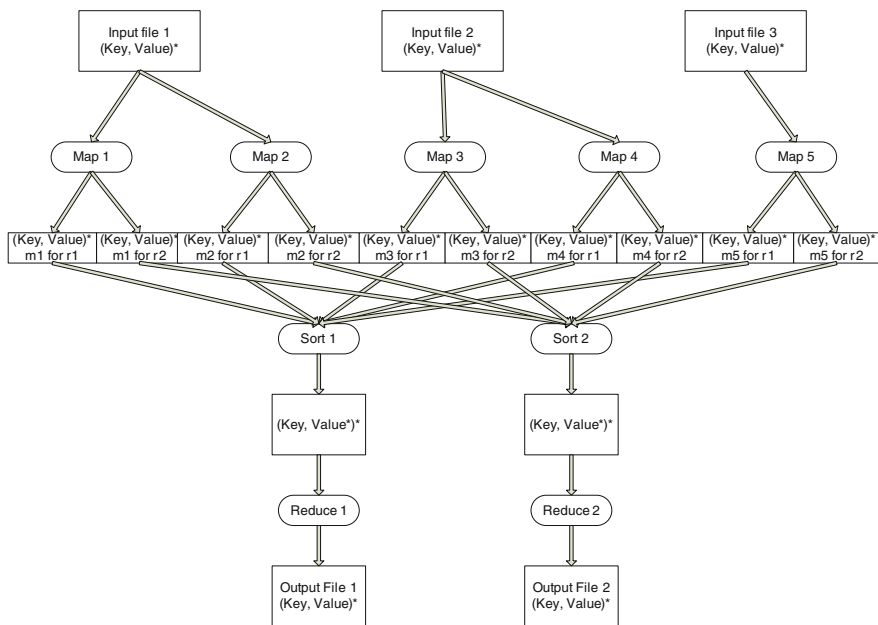 Input file 1
(Key, Value)*
Input file 2
(Key, Value)*
Input file 3
(Key, Value)*
Map 1
Map 2
Map 3
Map 4
Map 5
(Key, Value)*
m1 for r1
(Key, Value)*
m1 for r2
(Key, Value)*
m2 for r1
(Key, Value)*
m2 for r2
(Key, Value)*
m3 for r1
(Key, Value)*
m3 for r2
(Key, Value)*
m4 for r1
(Key, Value)*
m4 for r2
(Key, Value)*
m5 for r1
(Key, Value)*
m5 for r2
Sort 1
Sort 2
(Key, Value*)*
(Key, Value*)*
Reduce 1
Reduce 2
Output File 1
(Key, Value)*
Output File 2
(Key, Value)*